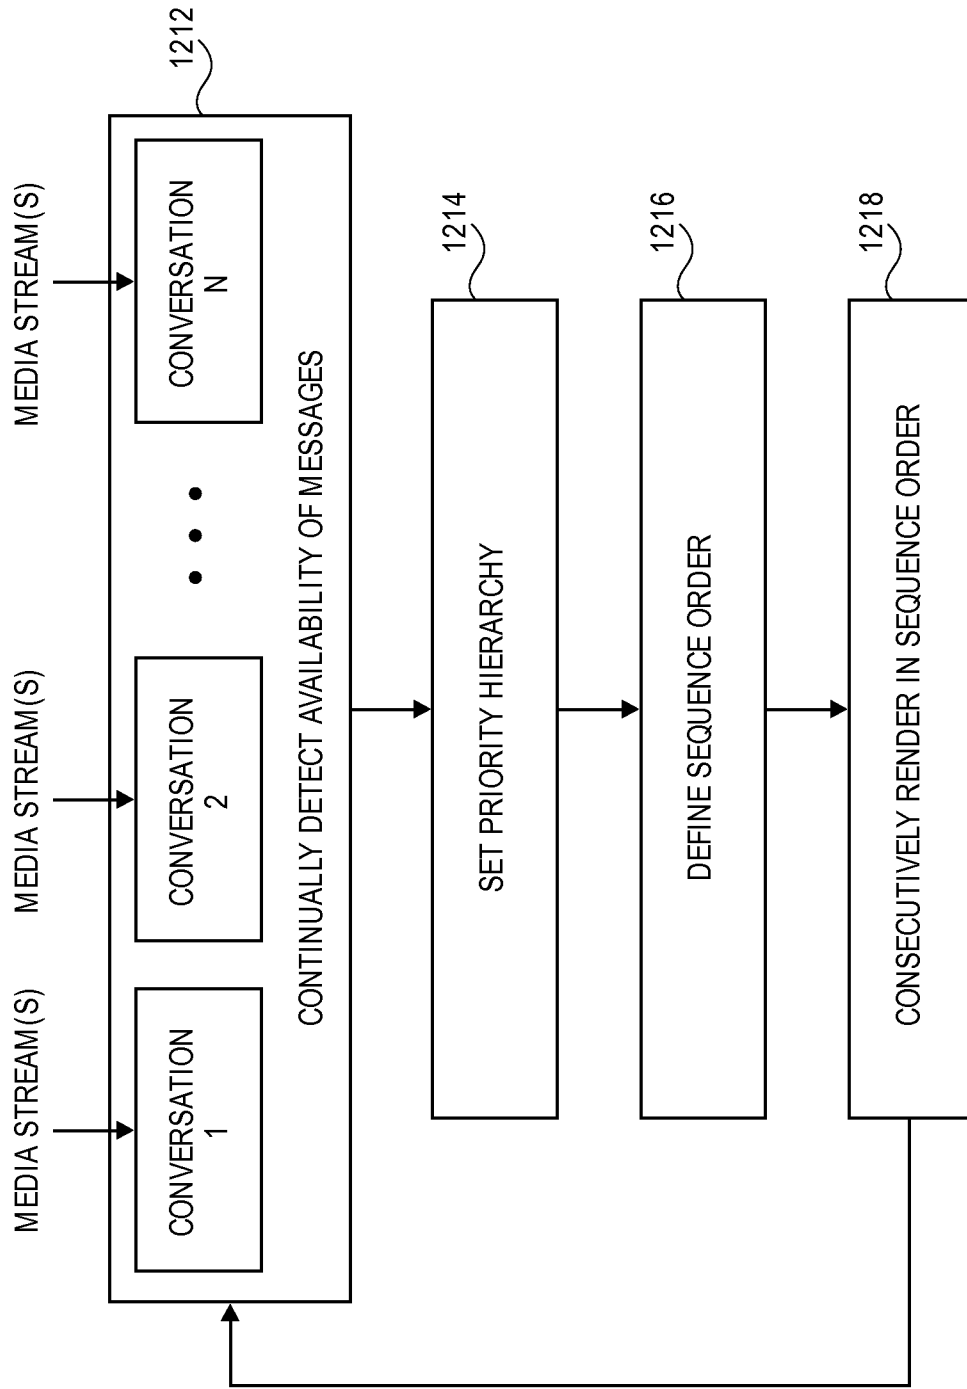 MEDIA STREAM(S)
MEDIA STREAM(S)
MEDIA STREAM(S)
1212
CONVERSATION
1
CONVERSATION
2
CONVERSATION
N
CONTINUALLY DETECT AVAILABILITY OF MESSAGES
1214
SET PRIORITY HIERARCHY
1216
DEFINE SEQUENCE ORDER
1218
CONSECUTIVELY RENDER IN SEQUENCE ORDER